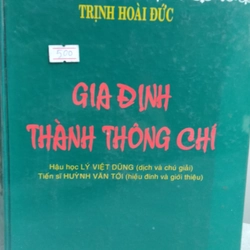 TRỊNH HOÀI ĐỨC
GIA ĐỊNH
THÀNH THÔNG CHÍ
Hậu học LÝ VIỆT DŨNG (dịch và chú giải)
Tiến sĩ HUỲNH VĂN TỚI (hiệu đính và giới thiệu)